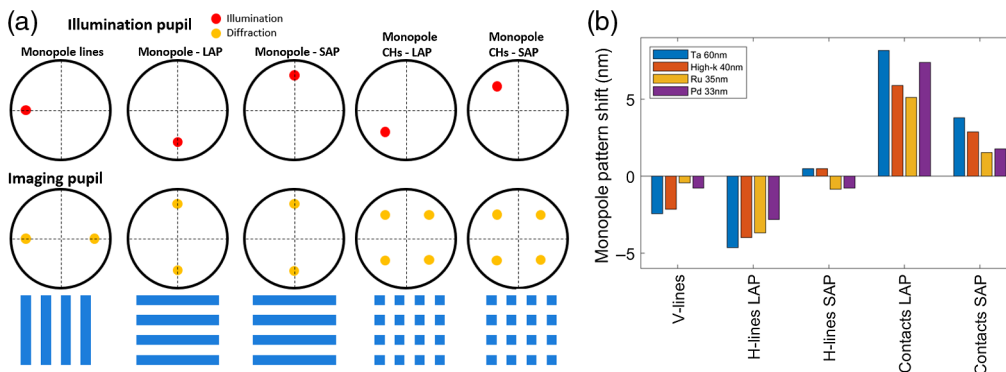 (a)
Illumination pupil
Illumination
Diffraction
Monopole lines
Monopole - LAP
Monopole - SAP
Monopole
CHs - LAP
Monopole
CHs - SAP
Imaging pupil
(b)
Monopole pattern shift (nm)
5
0
−5
Ta 60nm
High-k 40nm
Ru 35nm
Pd 33nm
V-lines
H-lines LAP
H-lines SAP
Contacts LAP
Contacts SAP